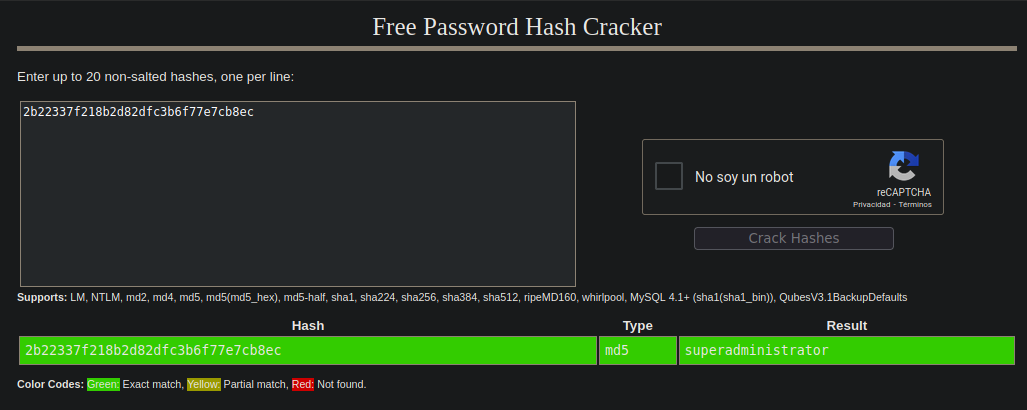 Free Password Hash Cracker
Enter up to 20 non-salted hashes, one per line:
2b22337f218b2d82dfc3b6f77e7cb8ec
No soy un robot
reCAPTCHA
Privacidad - Términos
Crack Hashes
Supports: LM, NTLM, md2, md4, md5, md5(md5_hex), md5-half, sha1, sha224, sha256, sha384, sha512, ripeMD160, whirlpool, MySQL 4.1+ (sha1(sha1_bin)), QubesV3.1BackupDefaults
Hash Type Result
2b22337f218b2d82dfc3b6f77e7cb8ec md5 superadministrator
Color Codes: Green: Exact match, Yellow: Partial match, Red: Not found.